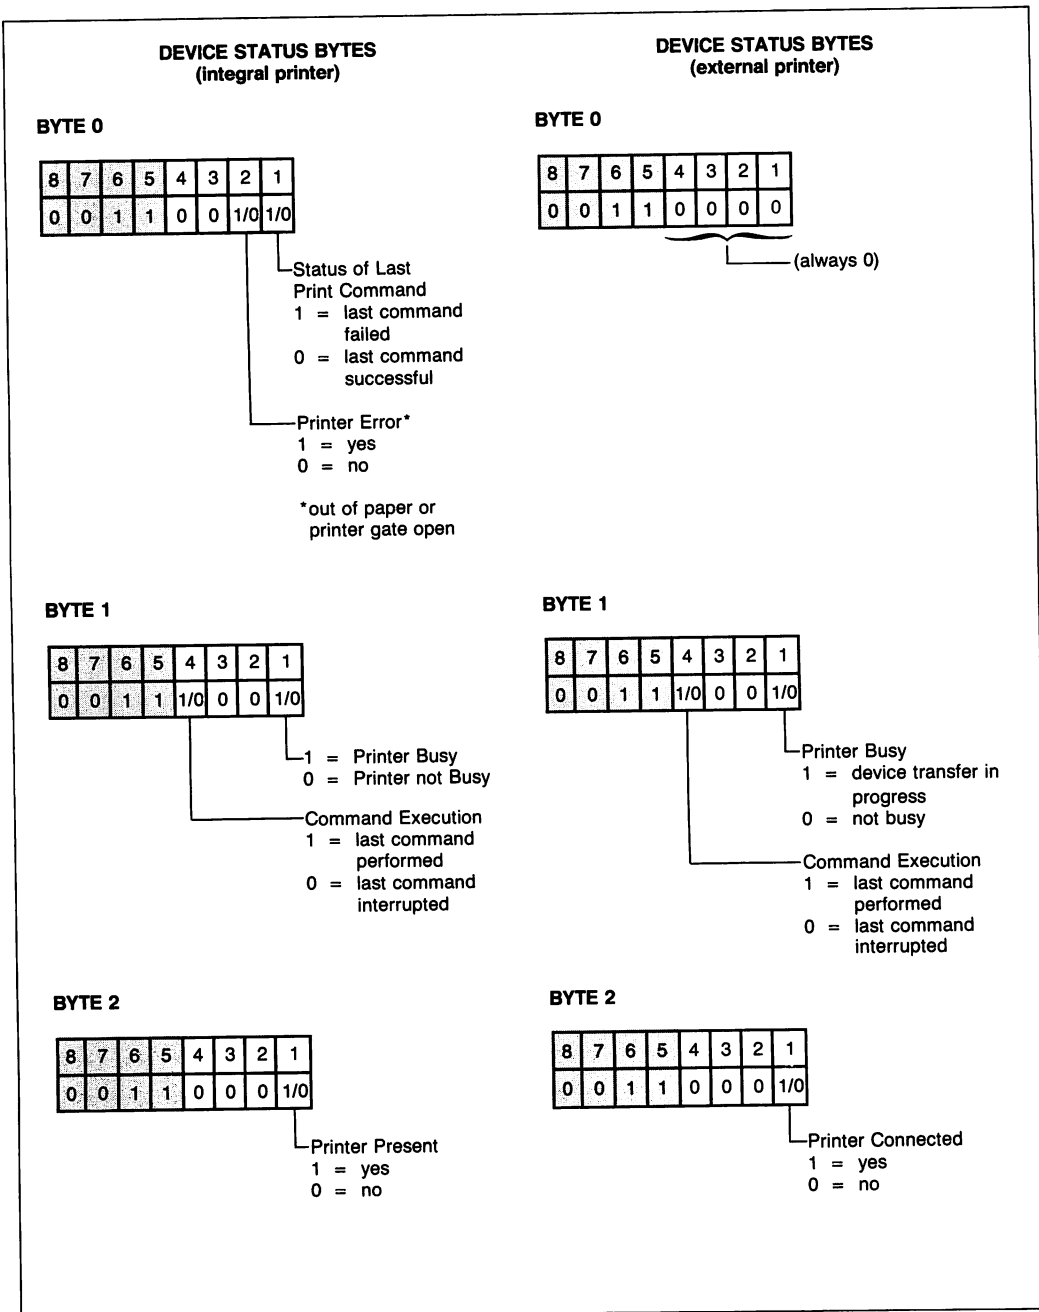 DEVICE STATUS BYTES
(integral printer)
BYTE 0
8 7 6 5 4 3 2 1
0 0 1 1 0 0 1/0 1/0
Status of Last
Print Command
1 = last command
failed
0 = last command
successful
Printer Error*
1 = yes
0 = no
*out of paper or
printer gate open
BYTE 1
8 7 6 5 4 3 2 1
0 0 1 1 1/0 0 0 1/0
1 = Printer Busy
0 = Printer not Busy
Command Execution
1 = last command
performed
0 = last command
interrupted
BYTE 2
8 7 6 5 4 3 2 1
0 0 1 1 0 0 0 1/0
Printer Present
1 = yes
0 = no
DEVICE STATUS BYTES
(external printer)
BYTE 0
8 7 6 5 4 3 2 1
0 0 1 1 0 0 0 0
(always 0)
BYTE 1
8 7 6 5 4 3 2 1
0 0 1 1 1/0 0 0 1/0
Printer Busy
1 = device transfer in
progress
0 = not busy
Command Execution
1 = last command
performed
0 = last command
interrupted
BYTE 2
8 7 6 5 4 3 2 1
0 0 1 1 0 0 0 1/0
Printer Connected
1 = yes
0 = no